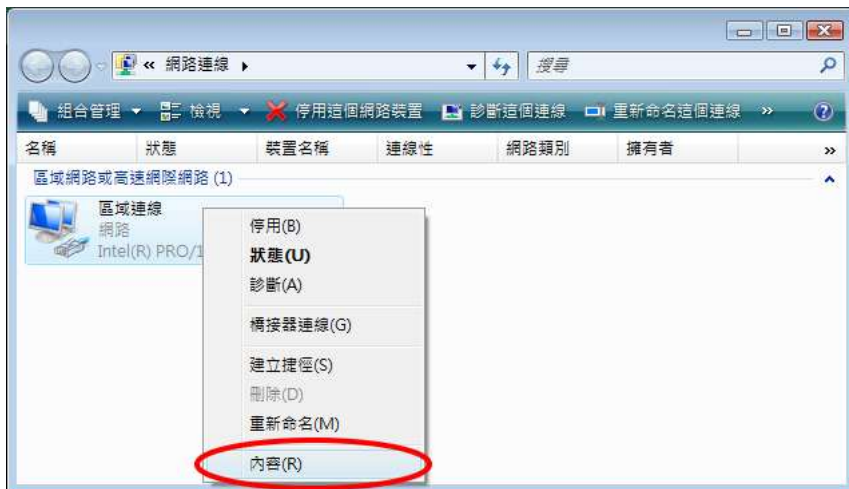 « 網路連線
搜尋
組合管理 檢視 停用這個網路裝置 診斷這個連線 重新命名這個連線 »
名稱 狀態 裝置名稱 連線性 網路類別 擁有者 »
區域網路或高速網際網路 (1)
區域連線
網路
Intel(R) PRO/1
停用(B)
狀態(U)
診斷(A)
橋接器連線(G)
建立捷徑(S)
刪除(D)
重新命名(M)
內容(R)